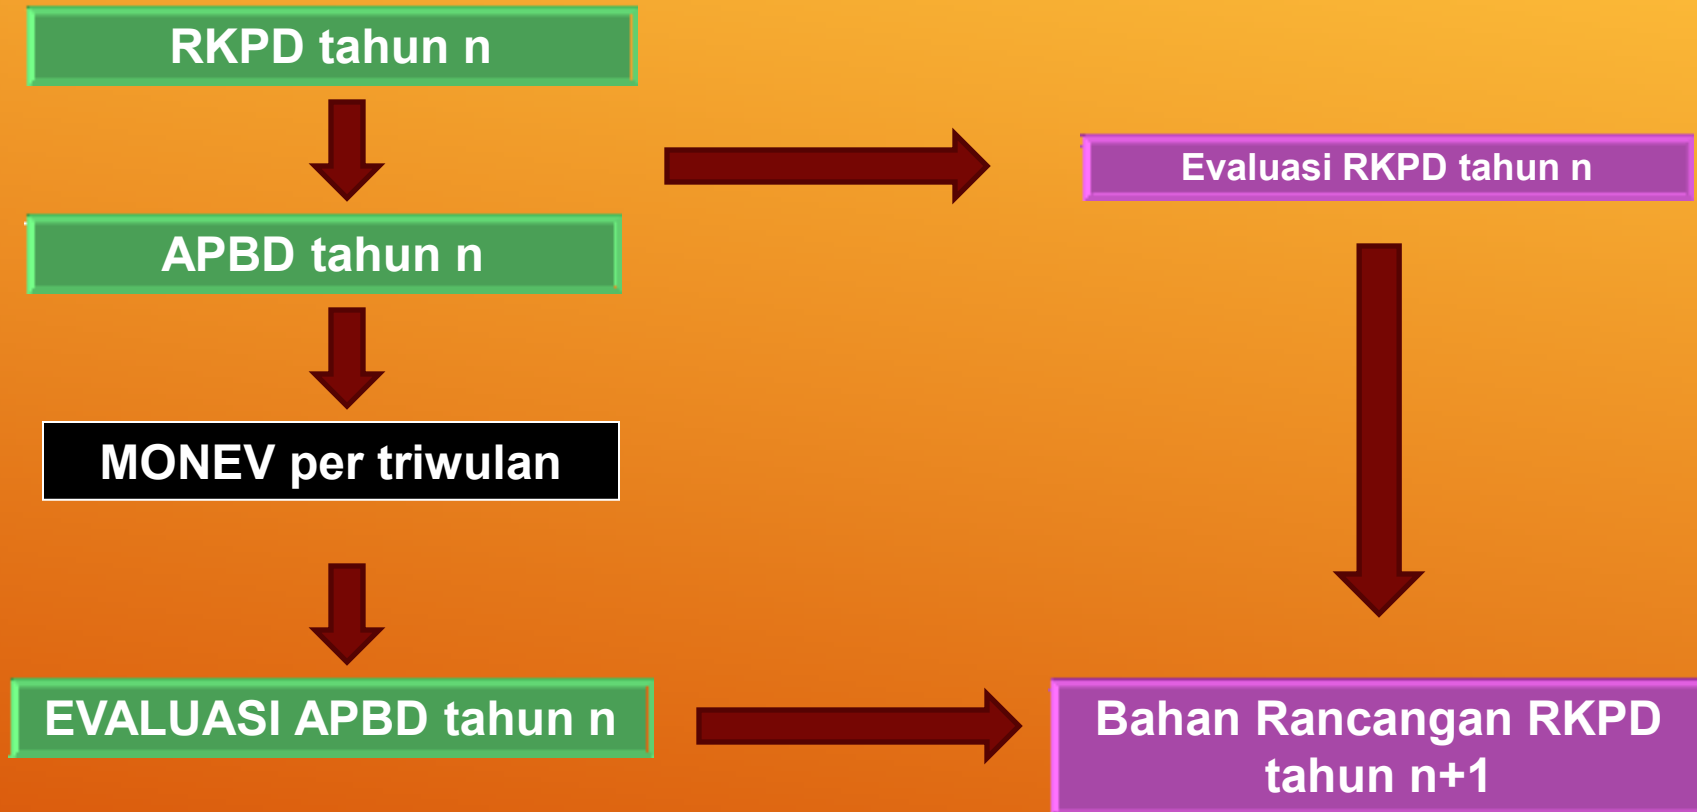 RKPD tahun n
Evaluasi RKPD tahun n
APBD tahun n
MONEV per triwulan
EVALUASI APBD tahun n
Bahan Rancangan RKPD
tahun n+1